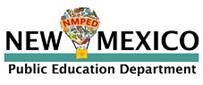 NMPED
NEW MEXICO
Public Education Department